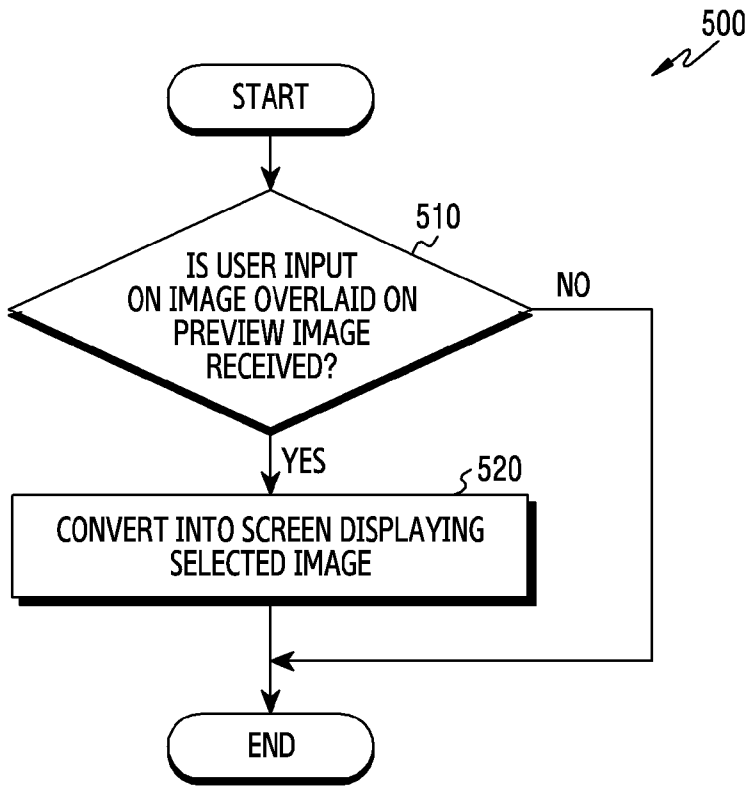 500
START
510
IS USER INPUT
ON IMAGE OVERLAID ON
PREVIEW IMAGE
RECEIVED?
NO
YES
520
CONVERT INTO SCREEN DISPLAYING
SELECTED IMAGE
END